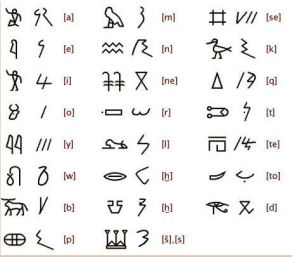 𐦀 𐦠 [a] 𐦉 𐦨 [m] 𐦕 𐦱 [se]
𐦁 𐦡 [e] 𐦊 𐦩 [n] 𐦖 𐦲 [k]
𐦂 𐦢 [i] 𐦌 𐦪 [ne] 𐦗 𐦳 [q]
𐦃 𐦣 [o] 𐦎 𐦫 [r] 𐦘 𐦴 [t]
𐦄 𐦤 [y] 𐦐 𐦬 [l] 𐦚 𐦵 [te]
𐦅 𐦥 [w] 𐦑 𐦭 [ẖ] 𐦜 𐦶 [to]
𐦆 𐦦 [b] 𐦒 𐦮 [ẖ] 𐦝 𐦷 [d]
𐦈 𐦧 [p] 𐦓 𐦯 [š],[s]